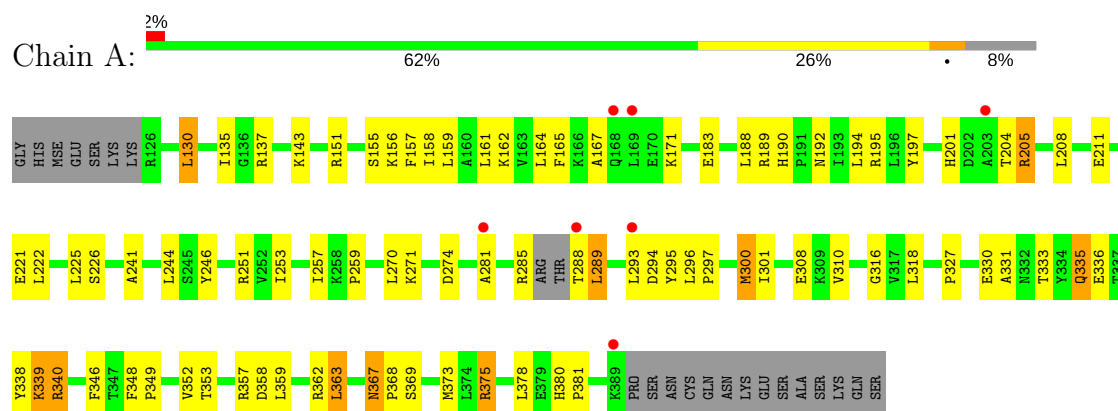 2%
Chain A:
62% 26% • 8%
GLY HIS MSE GLU SER LYS LYS R126 L130 I135 G136 R137 K143 R151 S155 K156 F157 I158 L159 A160 L161 K162 V163 L164 F165 K166 A167 Q168 L169 E170 K171 E183 L188 R189 H190 P191 N192 I193 L194 R195 L196 Y197 H201 D202 A203 T204 R205 L208 E211
E221 L222 L225 S226 A241 L244 S245 Y246 R251 V252 I253 I257 K258 P259 L270 K271 D274 A281 R285 ARG THR T288 L289 L293 D294 Y295 L296 P297 M300 I301 E308 K309 V310 G316 V317 L318 P327 E330 A331 N332 T333 Y334 Q335 E336 T337
Y338 K339 R340 F346 T347 F348 P349 V352 T353 R357 D358 L359 R362 L363 N367 P368 S369 M373 L374 R375 L378 E379 H380 P381 K389 PRO SER ASN CYS GLN ASN LYS GLU SER ALA SER LYS GLN SER